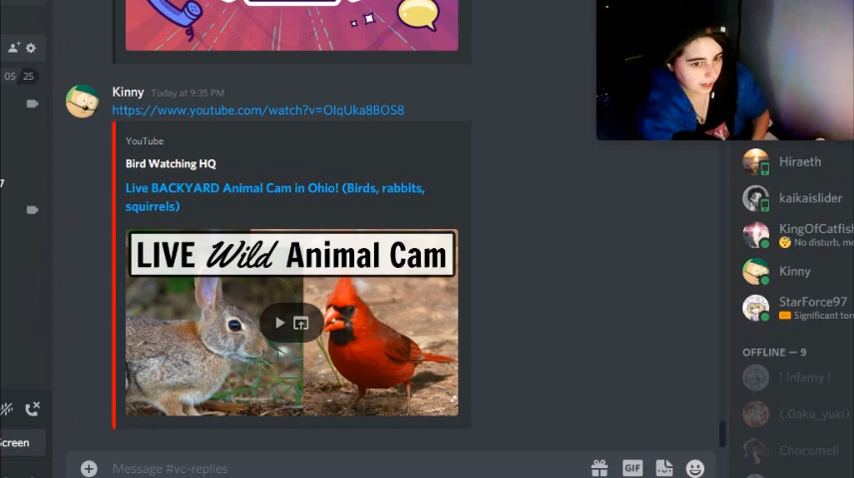 05 25
Kinny Today at 9:35 PM
https://www.youtube.com/watch?v=OIqUka8BOS8
YouTube
Bird Watching HQ
Live BACKYARD Animal Cam in Ohio! (Birds, rabbits,
squirrels)
LIVE Wild Animal Cam
7
Screen
Message #vc-replies
GIF
Hiraeth
kaikaislider
KingOfCatfish
No disturb, me
Kinny
StarForce97
Significant tor
OFFLINE — 9
! Infamy !
(.Oaku_yuki)
Chocomell